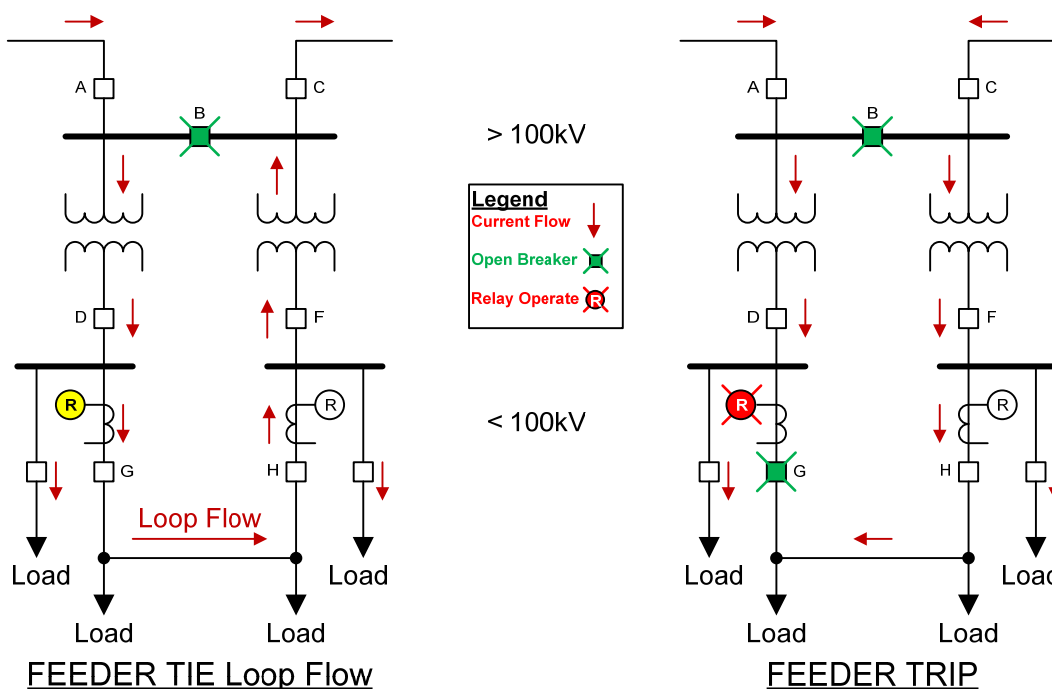 A
B
C
> 100kV
A
B
C
Legend
Current Flow
Open Breaker
Relay Operate
R
D
F
D
F
R
R
< 100kV
R
R
G
H
G
H
Loop Flow
Load
Load
Load
Load
Load
Load
Load
Load
FEEDER TIE Loop Flow
FEEDER TRIP